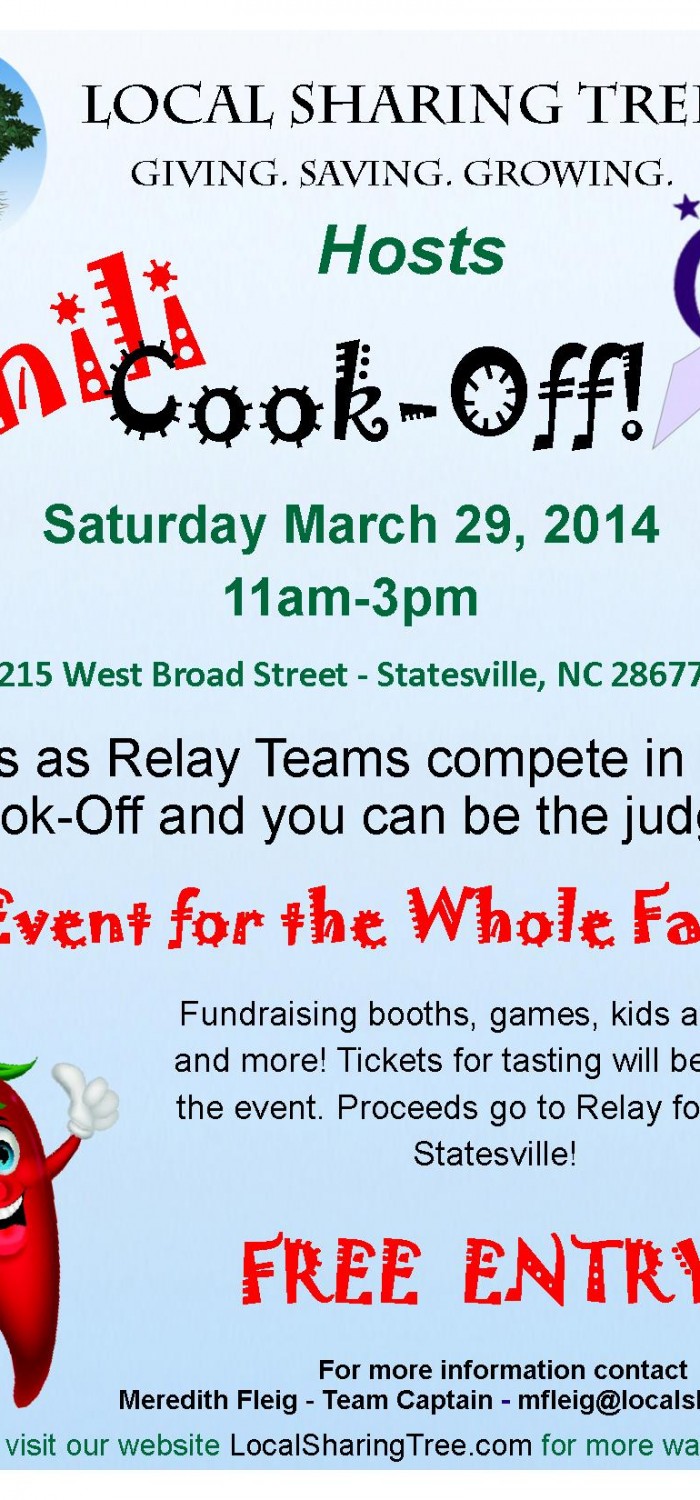 LOCAL SHARING TREE
GIVING. SAVING. GROWING.
Hosts
hili
Cook-Off!
Saturday March 29, 2014
11am-3pm
215 West Broad Street - Statesville, NC 28677
s as Relay Teams compete in
ok-Off and you can be the judg
Event for the Whole Fa
Fundraising booths, games, kids a
and more! Tickets for tasting will be
the event. Proceeds go to Relay fo
Statesville!
FREE ENTRY
For more information contact
Meredith Fleig - Team Captain - mfleig@locals
visit our website LocalSharingTree.com for more wa